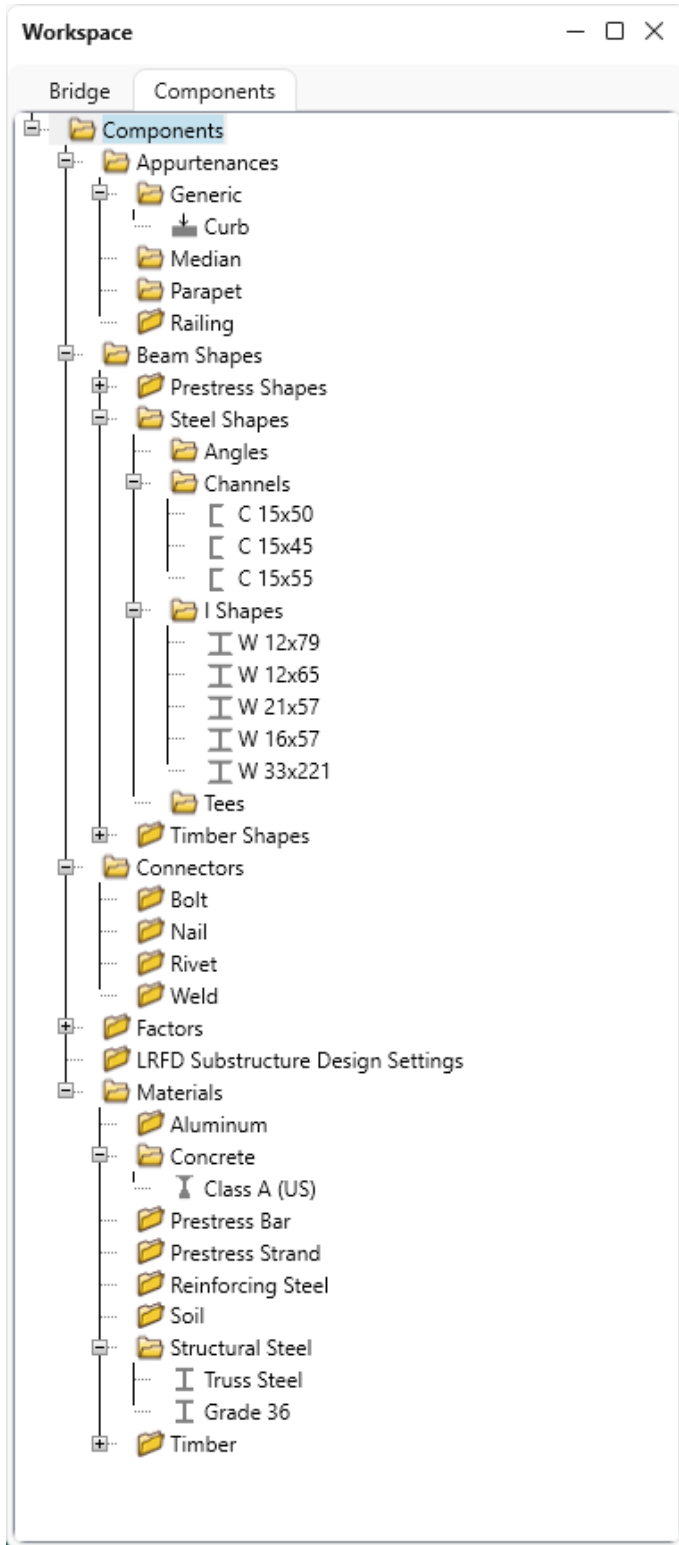 Workspace
Bridge Components
Components
Appurtenances
Generic
Curb
Median
Parapet
Railing
Beam Shapes
Prestress Shapes
Steel Shapes
Angles
Channels
C 15x50
C 15x45
C 15x55
I Shapes
W 12x79
W 12x65
W 21x57
W 16x57
W 33x221
Tees
Timber Shapes
Connectors
Bolt
Nail
Rivet
Weld
Factors
LRFD Substructure Design Settings
Materials
Aluminum
Concrete
Class A (US)
Prestress Bar
Prestress Strand
Reinforcing Steel
Soil
Structural Steel
Truss Steel
Grade 36
Timber